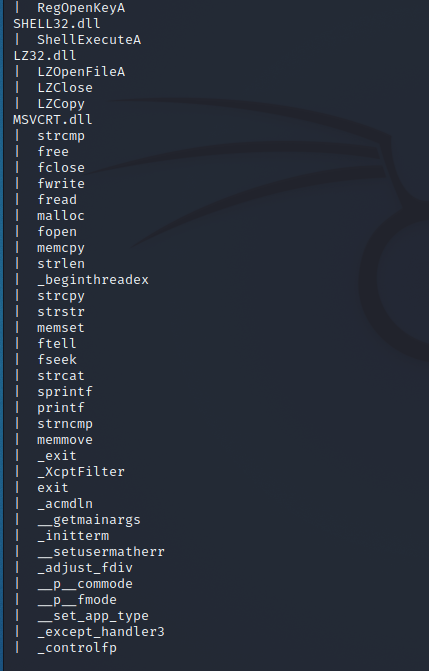 | RegOpenKeyA
SHELL32.dll
| ShellExecuteA
LZ32.dll
| LZOpenFileA
| LZClose
| LZCopy
MSVCRT.dll
| strcmp
| free
| fclose
| fwrite
| fread
| malloc
| fopen
| memcpy
| strlen
| _beginthreadex
| strcpy
| strstr
| memset
| ftell
| fseek
| strcat
| sprintf
| printf
| strncmp
| memmove
| _exit
| _XcptFilter
| exit
| _acmdln
| __getmainargs
| _initterm
| __setusermatherr
| _adjust_fdiv
| __p__commode
| __p__fmode
| __set_app_type
| _except_handler3
| _controlfp